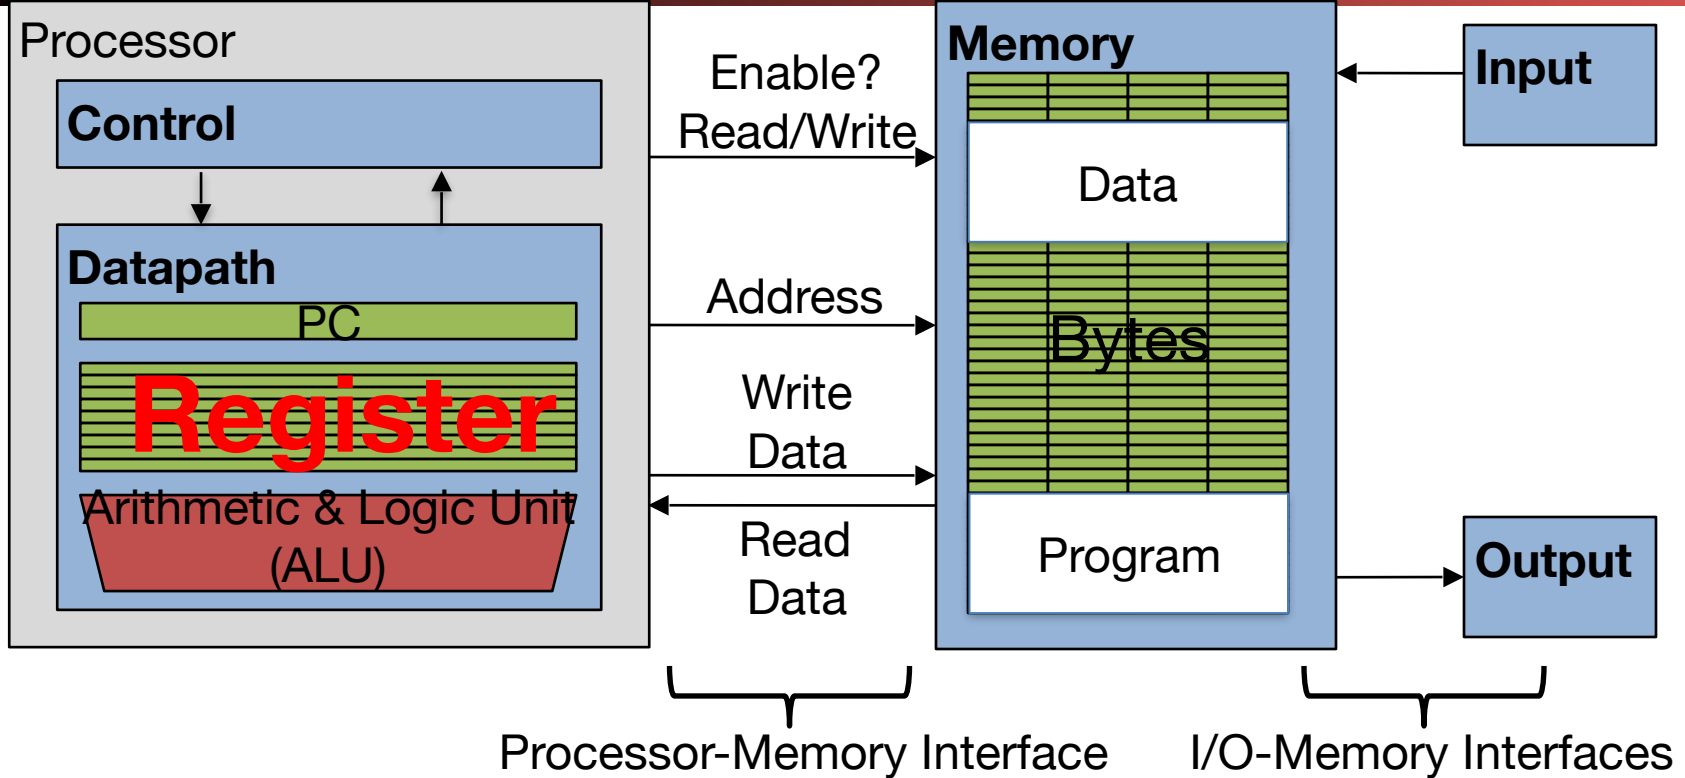 Processor
Control
Datapath
PC
Register
Arithmetic & Logic Unit
(ALU)
Enable?
Read/Write
Address
Write
Data
Read
Data
Memory
Data
Bytes
Program
Input
Output
Processor-Memory Interface
I/O-Memory Interfaces